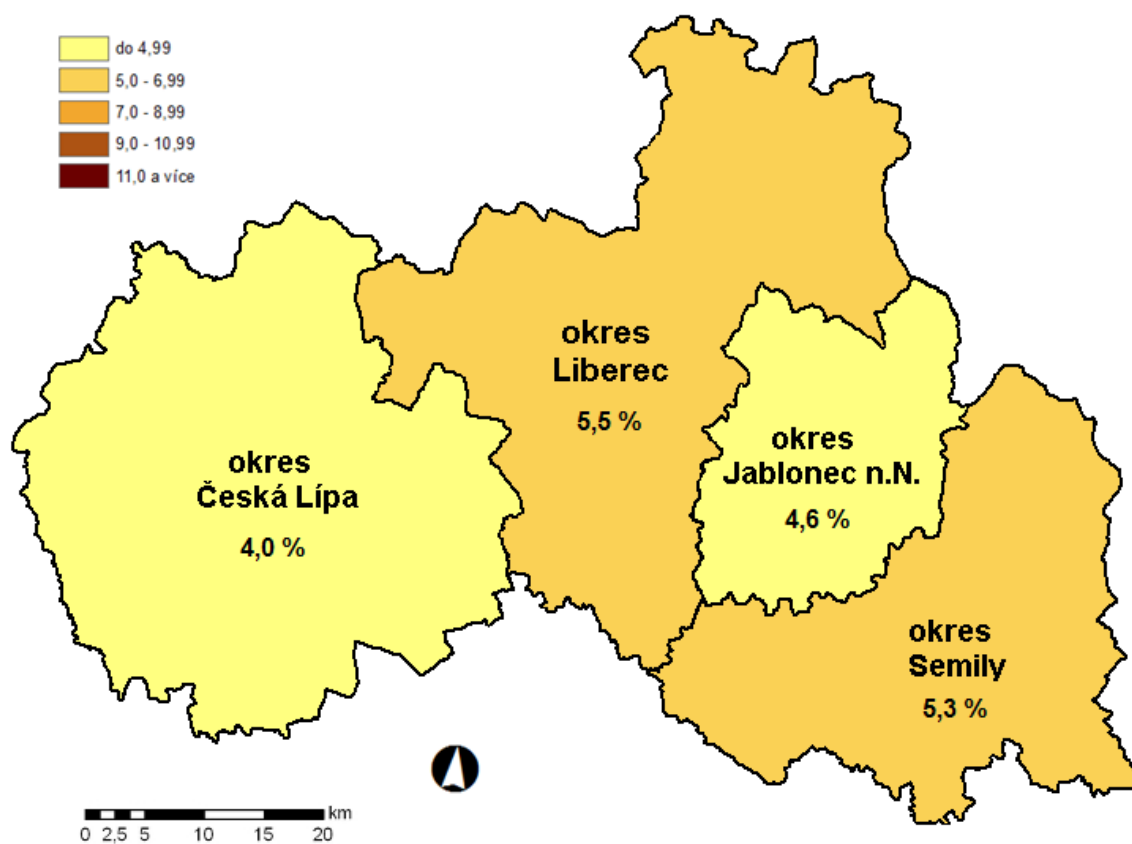 do 4,99
5,0 - 6,99
7,0 - 8,99
9,0 - 10,99
11,0 a více
okres
Liberec
5,5 %
okres
Jablonec n.N.
4,6 %
okres
Česká Lípa
4,0 %
okres
Semily
5,3 %
km
0 2,5 5 10 15 20